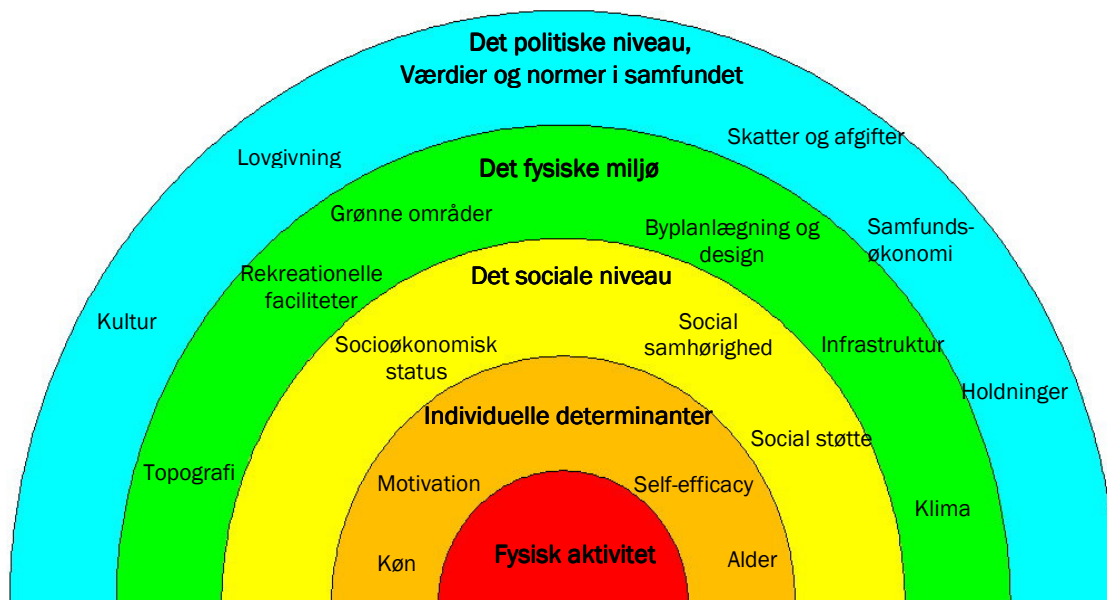 Det politiske niveau,
Værdier og normer i samfundet
Skatter og afgifter
Lovgivning
Samfunds-
økonomi
Kultur
Holdninger
Det fysiske miljø
Grønne områder
Byplanlægning og
design
Rekreationelle
faciliteter
Infrastruktur
Topografi
Klima
Det sociale niveau
Social
samhørighed
Socioøkonomisk
status
Social støtte
Individuelle determinanter
Motivation
Self-efficacy
Køn
Alder
Fysisk aktivitet